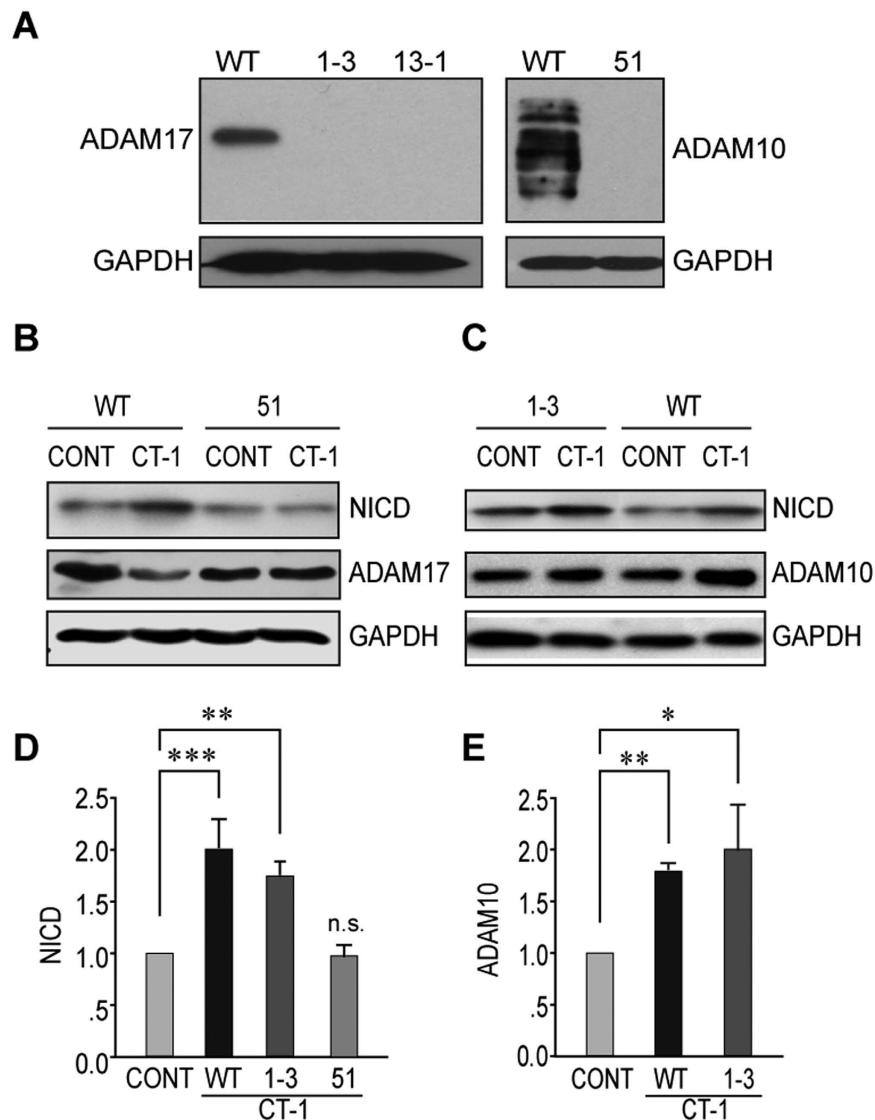 A
WT 1-3 13-1 WT 51
ADAM17 ADAM10
GAPDH GAPDH
B C
WT 51 1-3 WT
CONT CT-1 CONT CT-1 CONT CT-1 CONT CT-1
NICD NICD
ADAM17 ADAM10
GAPDH GAPDH
D E
** *
*** **
2.5 2.5
2.0 2.0
1.5 1.5
n.s.
1.0 1.0
.5 .5
0.0 0.0
NICD ADAM10
CONT WT 1-3 51 CONT WT 1-3
CT-1 CT-1